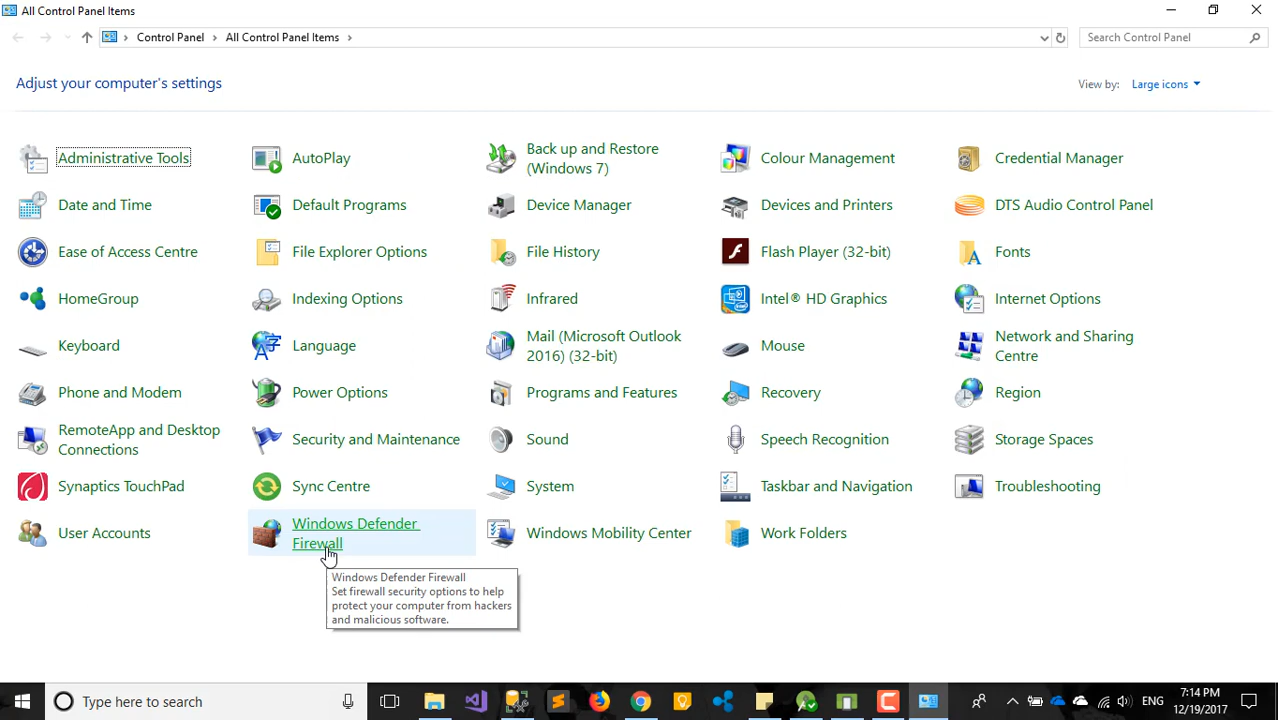 All Control Panel Items
Control Panel
All Control Panel Items
Search Control Panel
Adjust your computer's settings
View by:
Large icons
Administrative Tools
AutoPlay
Back up and Restore
(Windows 7)
Colour Management
Credential Manager
Date and Time
Default Programs
Device Manager
Devices and Printers
DTS Audio Control Panel
Ease of Access Centre
File Explorer Options
File History
Flash Player (32-bit)
Fonts
HomeGroup
Indexing Options
Infrared
Intel® HD Graphics
Internet Options
Keyboard
Language
Mail (Microsoft Outlook
2016) (32-bit)
Mouse
Network and Sharing
Centre
Phone and Modem
Power Options
Programs and Features
Recovery
Region
RemoteApp and Desktop
Connections
Security and Maintenance
Sound
Speech Recognition
Storage Spaces
Synaptics TouchPad
Sync Centre
System
Taskbar and Navigation
Troubleshooting
User Accounts
Windows Defender
Firewall
Windows Mobility Center
Work Folders
Windows Defender Firewall
Set firewall security options to help
protect your computer from hackers
and malicious software.
Type here to search
ENG
7:14 PM
12/19/2017